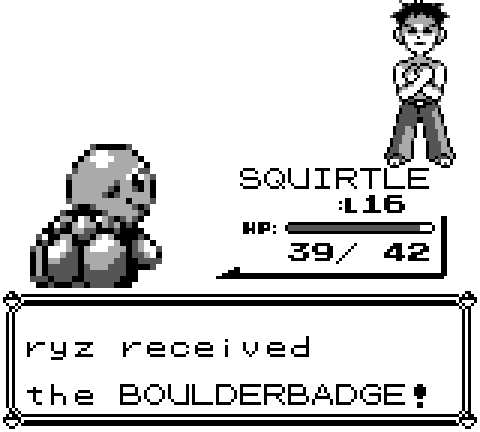 SQUIRTLE
:L16
HP:
39/ 42
ryz received
the BOULDERBADGE!